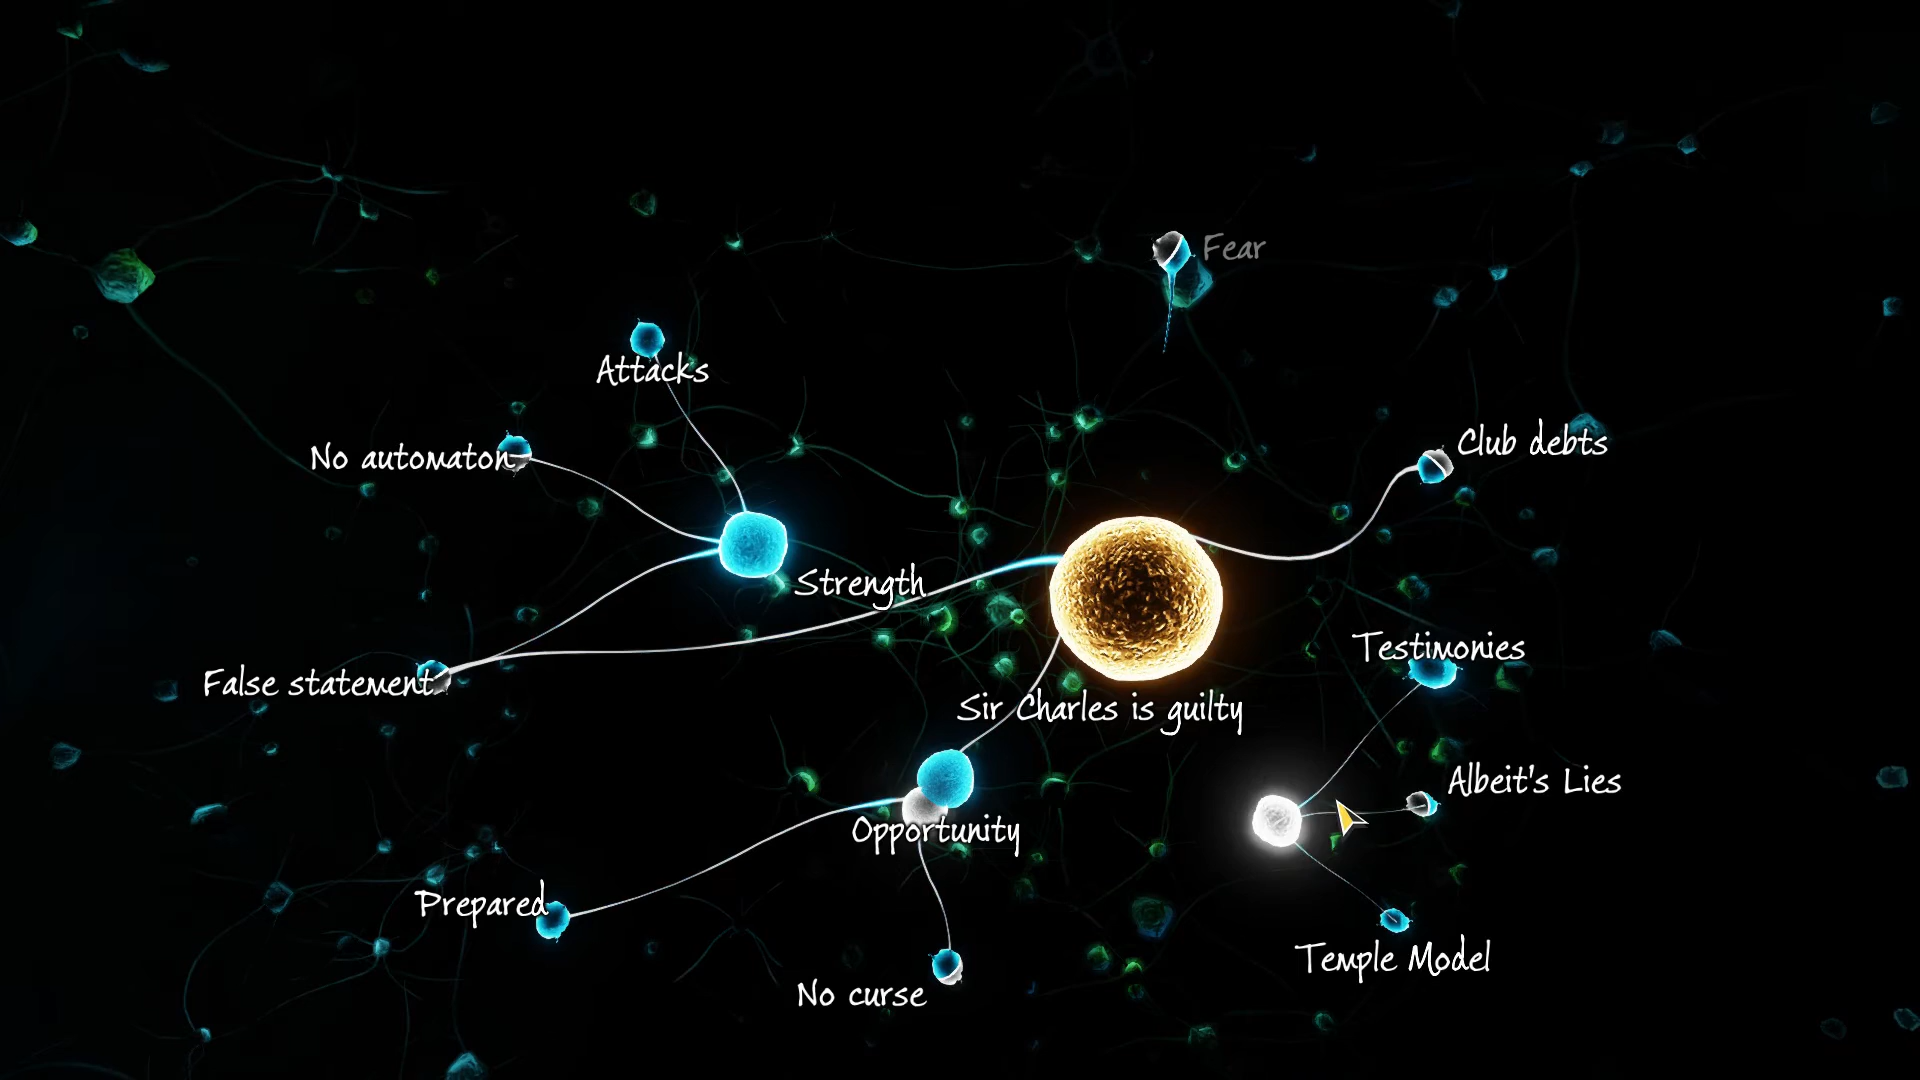 Fear
Attacks
Club debts
No automaton
Strength
Testimonies
False statement
Sir Charles is guilty
Albeit's Lies
Opportunity
Prepared
Temple Model
No curse